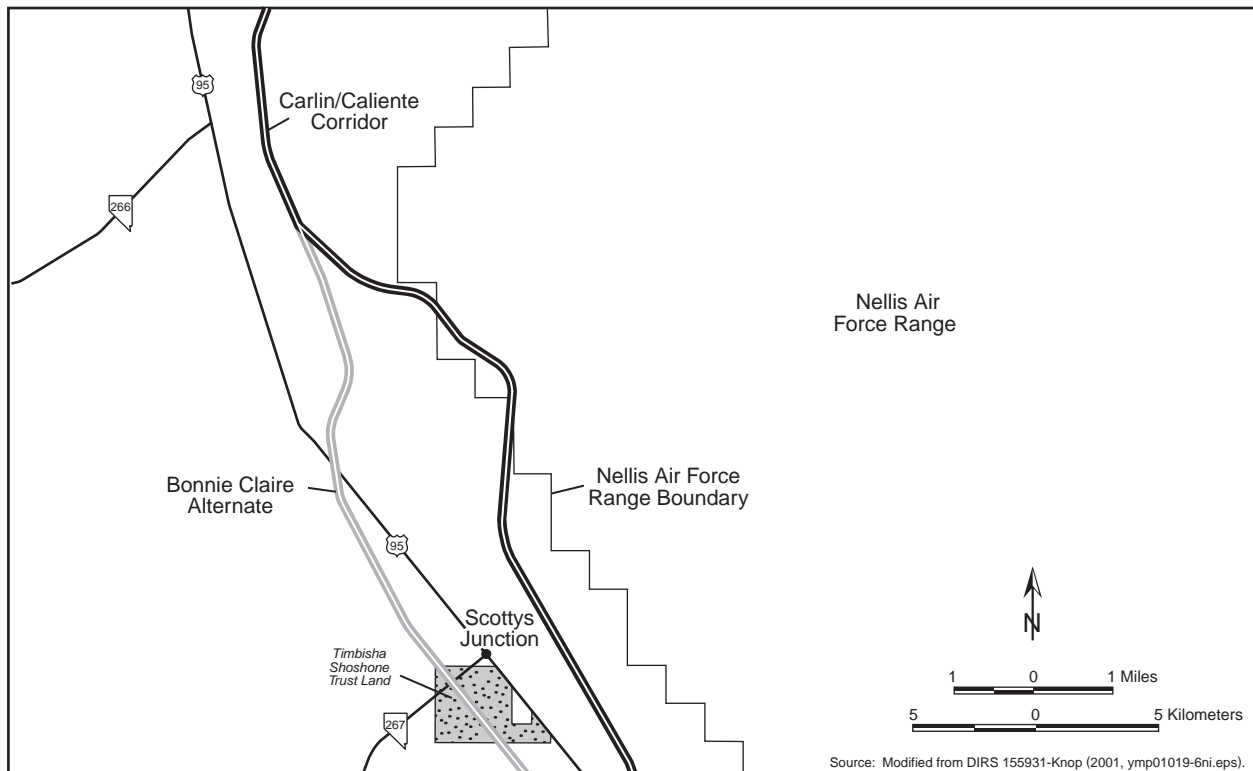 95
Carlin/Caliente
Corridor
266
Nellis Air
Force Range
Bonnie Claire
Alternate
Nellis Air Force
Range Boundary
95
Scottys
Junction
Timbisha
Shoshone
Trust Land
267
N
1 0 1 Miles
5 0 5 Kilometers
Source: Modified from DIRS 155931-Knop (2001, ymp01019-6ni.eps).